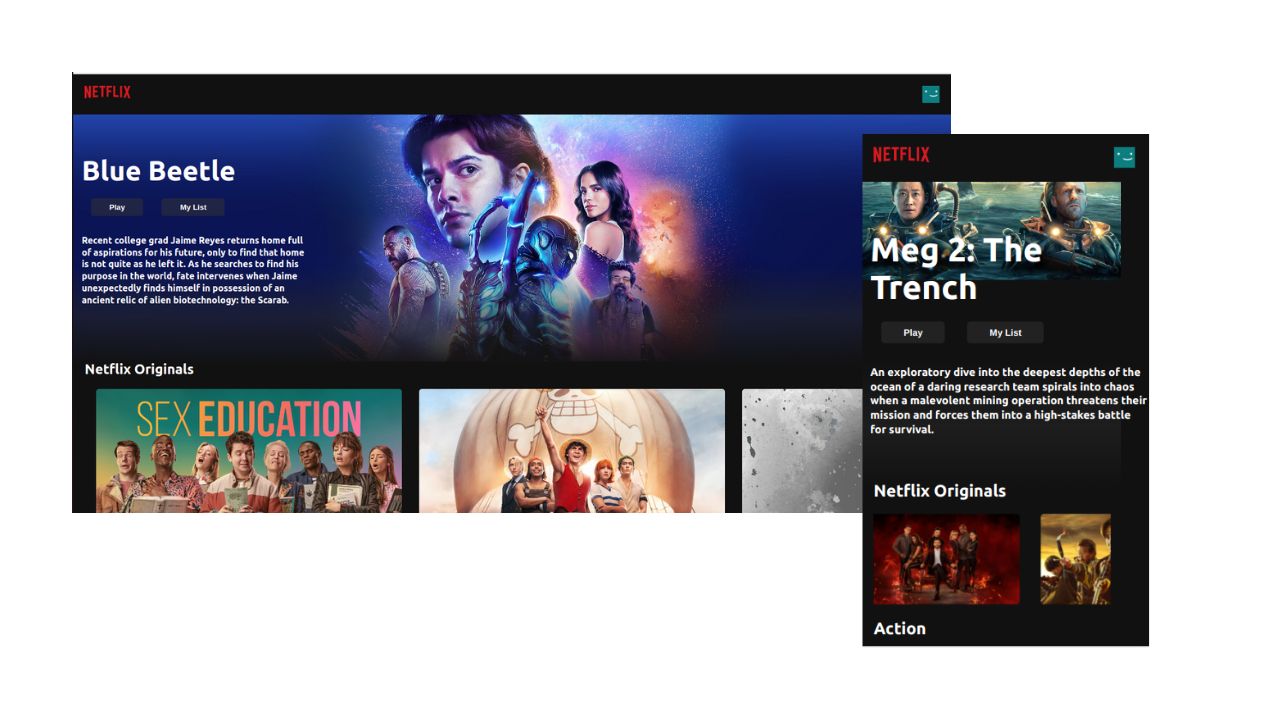 NETFLIX
Blue Beetle
Play
My List
Recent college grad Jaime Reyes returns home full
of aspirations for his future, only to find that home
is not quite as he left it. As he searches to find his
purpose in the world, fate intervenes when Jaime
unexpectedly finds himself in possession of an
ancient relic of alien biotechnology: the Scarab.
Netflix Originals
SEX EDUCATION
NETFLIX
Meg 2: The
Trench
Play
My List
An exploratory dive into the deepest depths of the
ocean of a daring research team spirals into chaos
when a malevolent mining operation threatens their
mission and forces them into a high-stakes battle
for survival.
Netflix Originals
Action